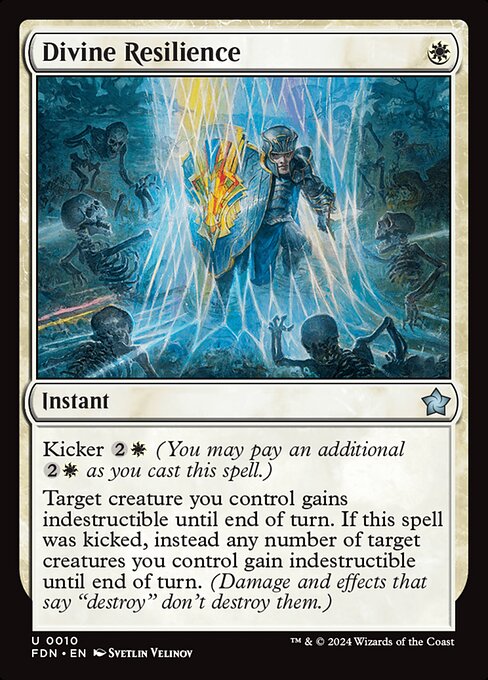 Divine Resilience
Instant
Kicker 2 (You may pay an additional
2 as you cast this spell.)
Target creature you control gains
indestructible until end of turn. If this spell
was kicked, instead any number of target
creatures you control gain indestructible
until end of turn. (Damage and effects that
say “destroy” don’t destroy them.)
U 0010
FDN • EN Svetlin Velinov
™ & © 2024 Wizards of the Coast